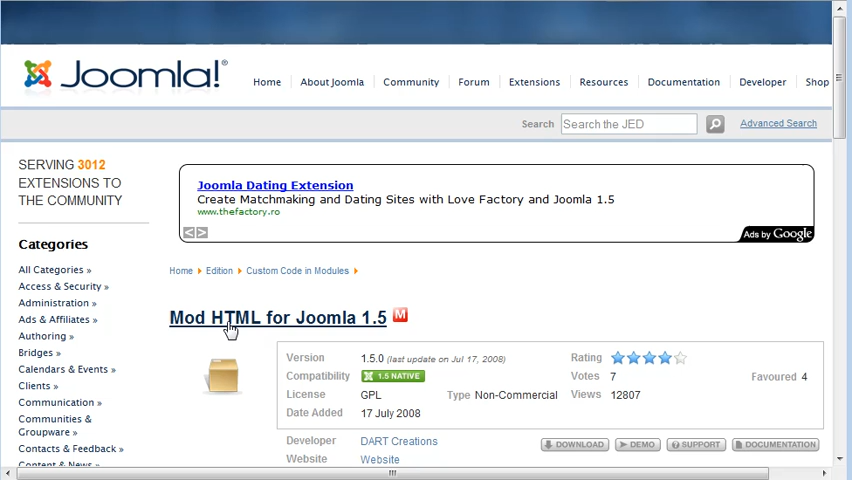 Joomla!®
Home About Joomla Community Forum Extensions Resources Documentation Developer Shop
Search Search the JED Advanced Search
SERVING 3012
EXTENSIONS TO
THE COMMUNITY
Joomla Dating Extension
Create Matchmaking and Dating Sites with Love Factory and Joomla 1.5
www.thefactory.ro
Ads by Google
Categories
All Categories »
Access & Security »
Administration »
Ads & Affiliates »
Authoring »
Bridges »
Calendars & Events »
Clients »
Communication »
Communities &
Groupware »
Contacts & Feedback »
Content & News »
Home Edition Custom Code in Modules
Mod HTML for Joomla 1.5 M
Version 1.5.0 (last update on Jul 17, 2008) Rating
Compatibility 1.5 NATIVE Votes 7 Favoured 4
License GPL Type Non-Commercial Views 12807
Date Added 17 July 2008
Developer DART Creations DOWNLOAD DEMO SUPPORT DOCUMENTATION
Website Website